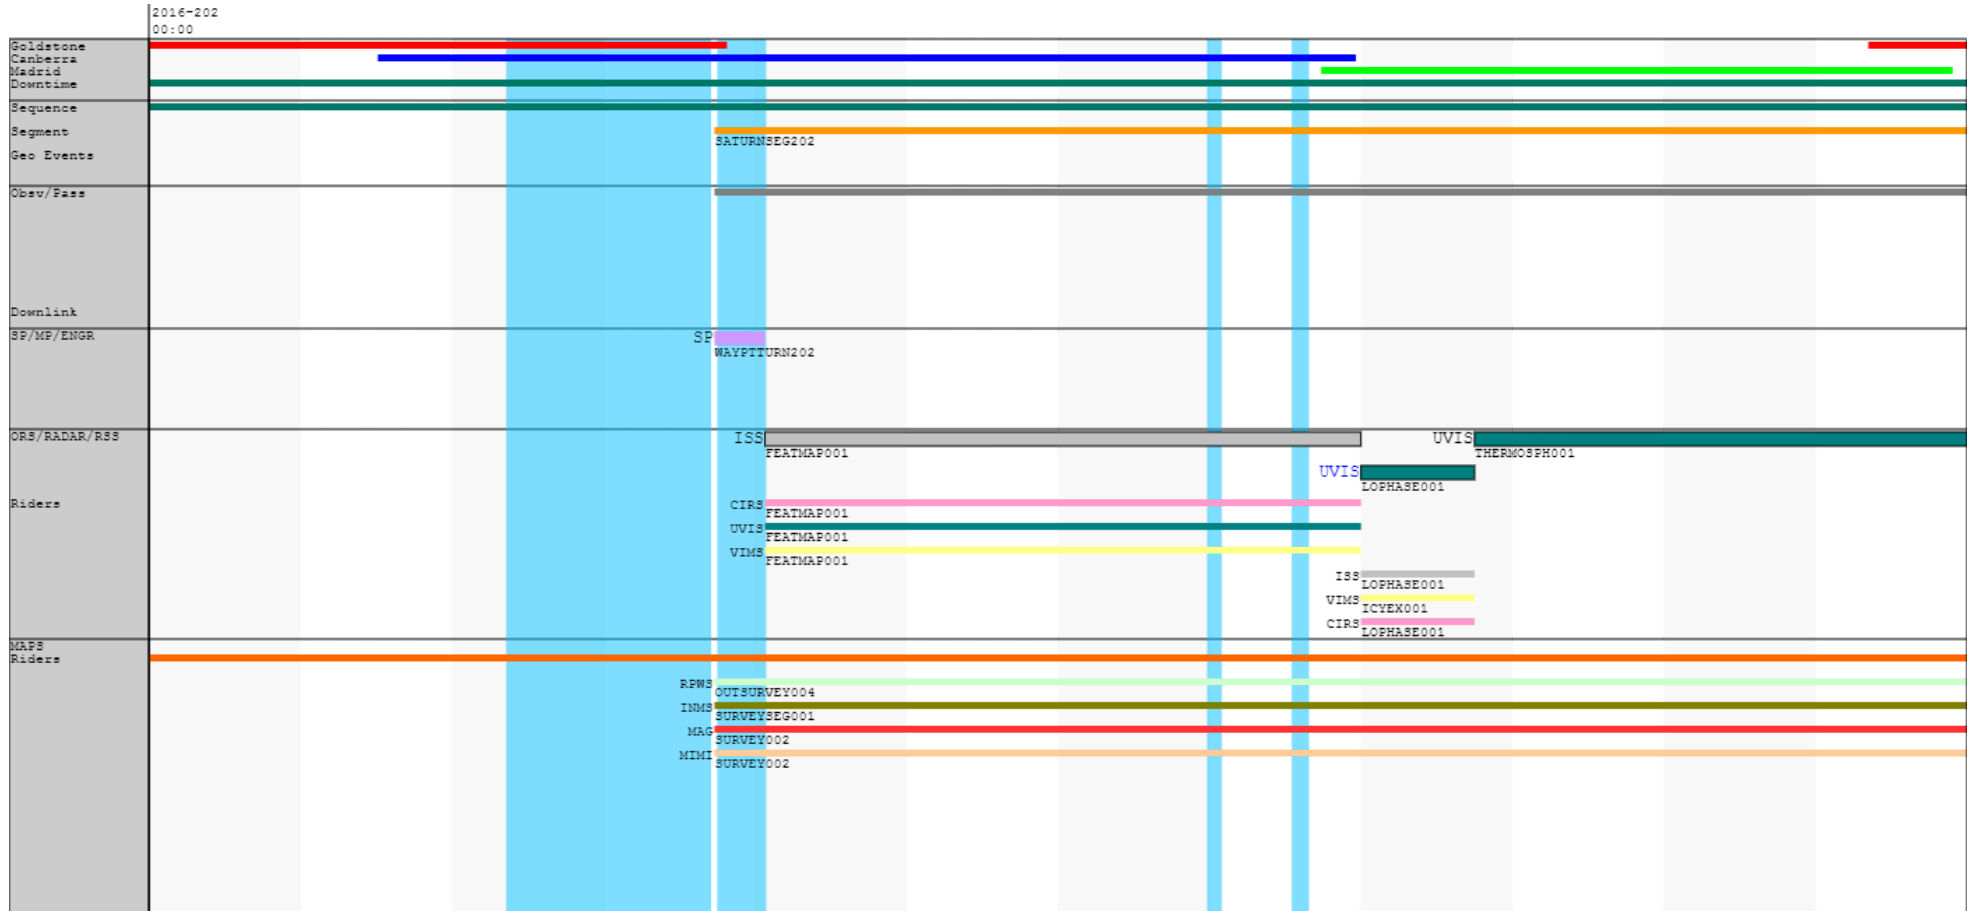 2016-202
00:00
Goldstone
Canberra
Madrid
Downtime
Sequence
Segment
SATURNSEG202
Geo Events
Obsv/Pass
Downlink
SP/MP/ENGR
SP
WAYPTTURN202
ORS/RADAR/RSS
ISS
UVIS
FEATMAP001
THERMOSPH001
UVIS
LOPHASE001
Riders
CIRS
FEATMAP001
UVIS
FEATMAP001
VIMS
FEATMAP001
ISS
LOPHASE001
VIMS
ICYEX001
CIRS
LOPHASE001
MAPS
Riders
RPWS
OUTSURVEY004
INMS
SURVEYSEG001
MAG
SURVEY002
MIMI
SURVEY002